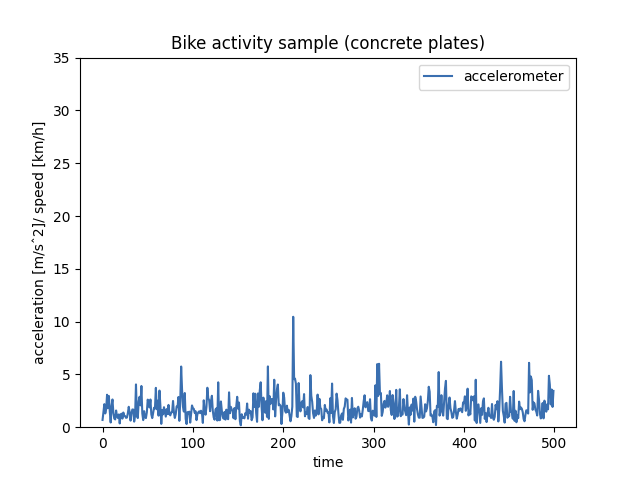 Bike activity sample (concrete plates)
accelerometer
acceleration [m/sˆ2]/ speed [km/h]
35
30
25
20
15
10
5
0
0 100 200 300 400 500
time